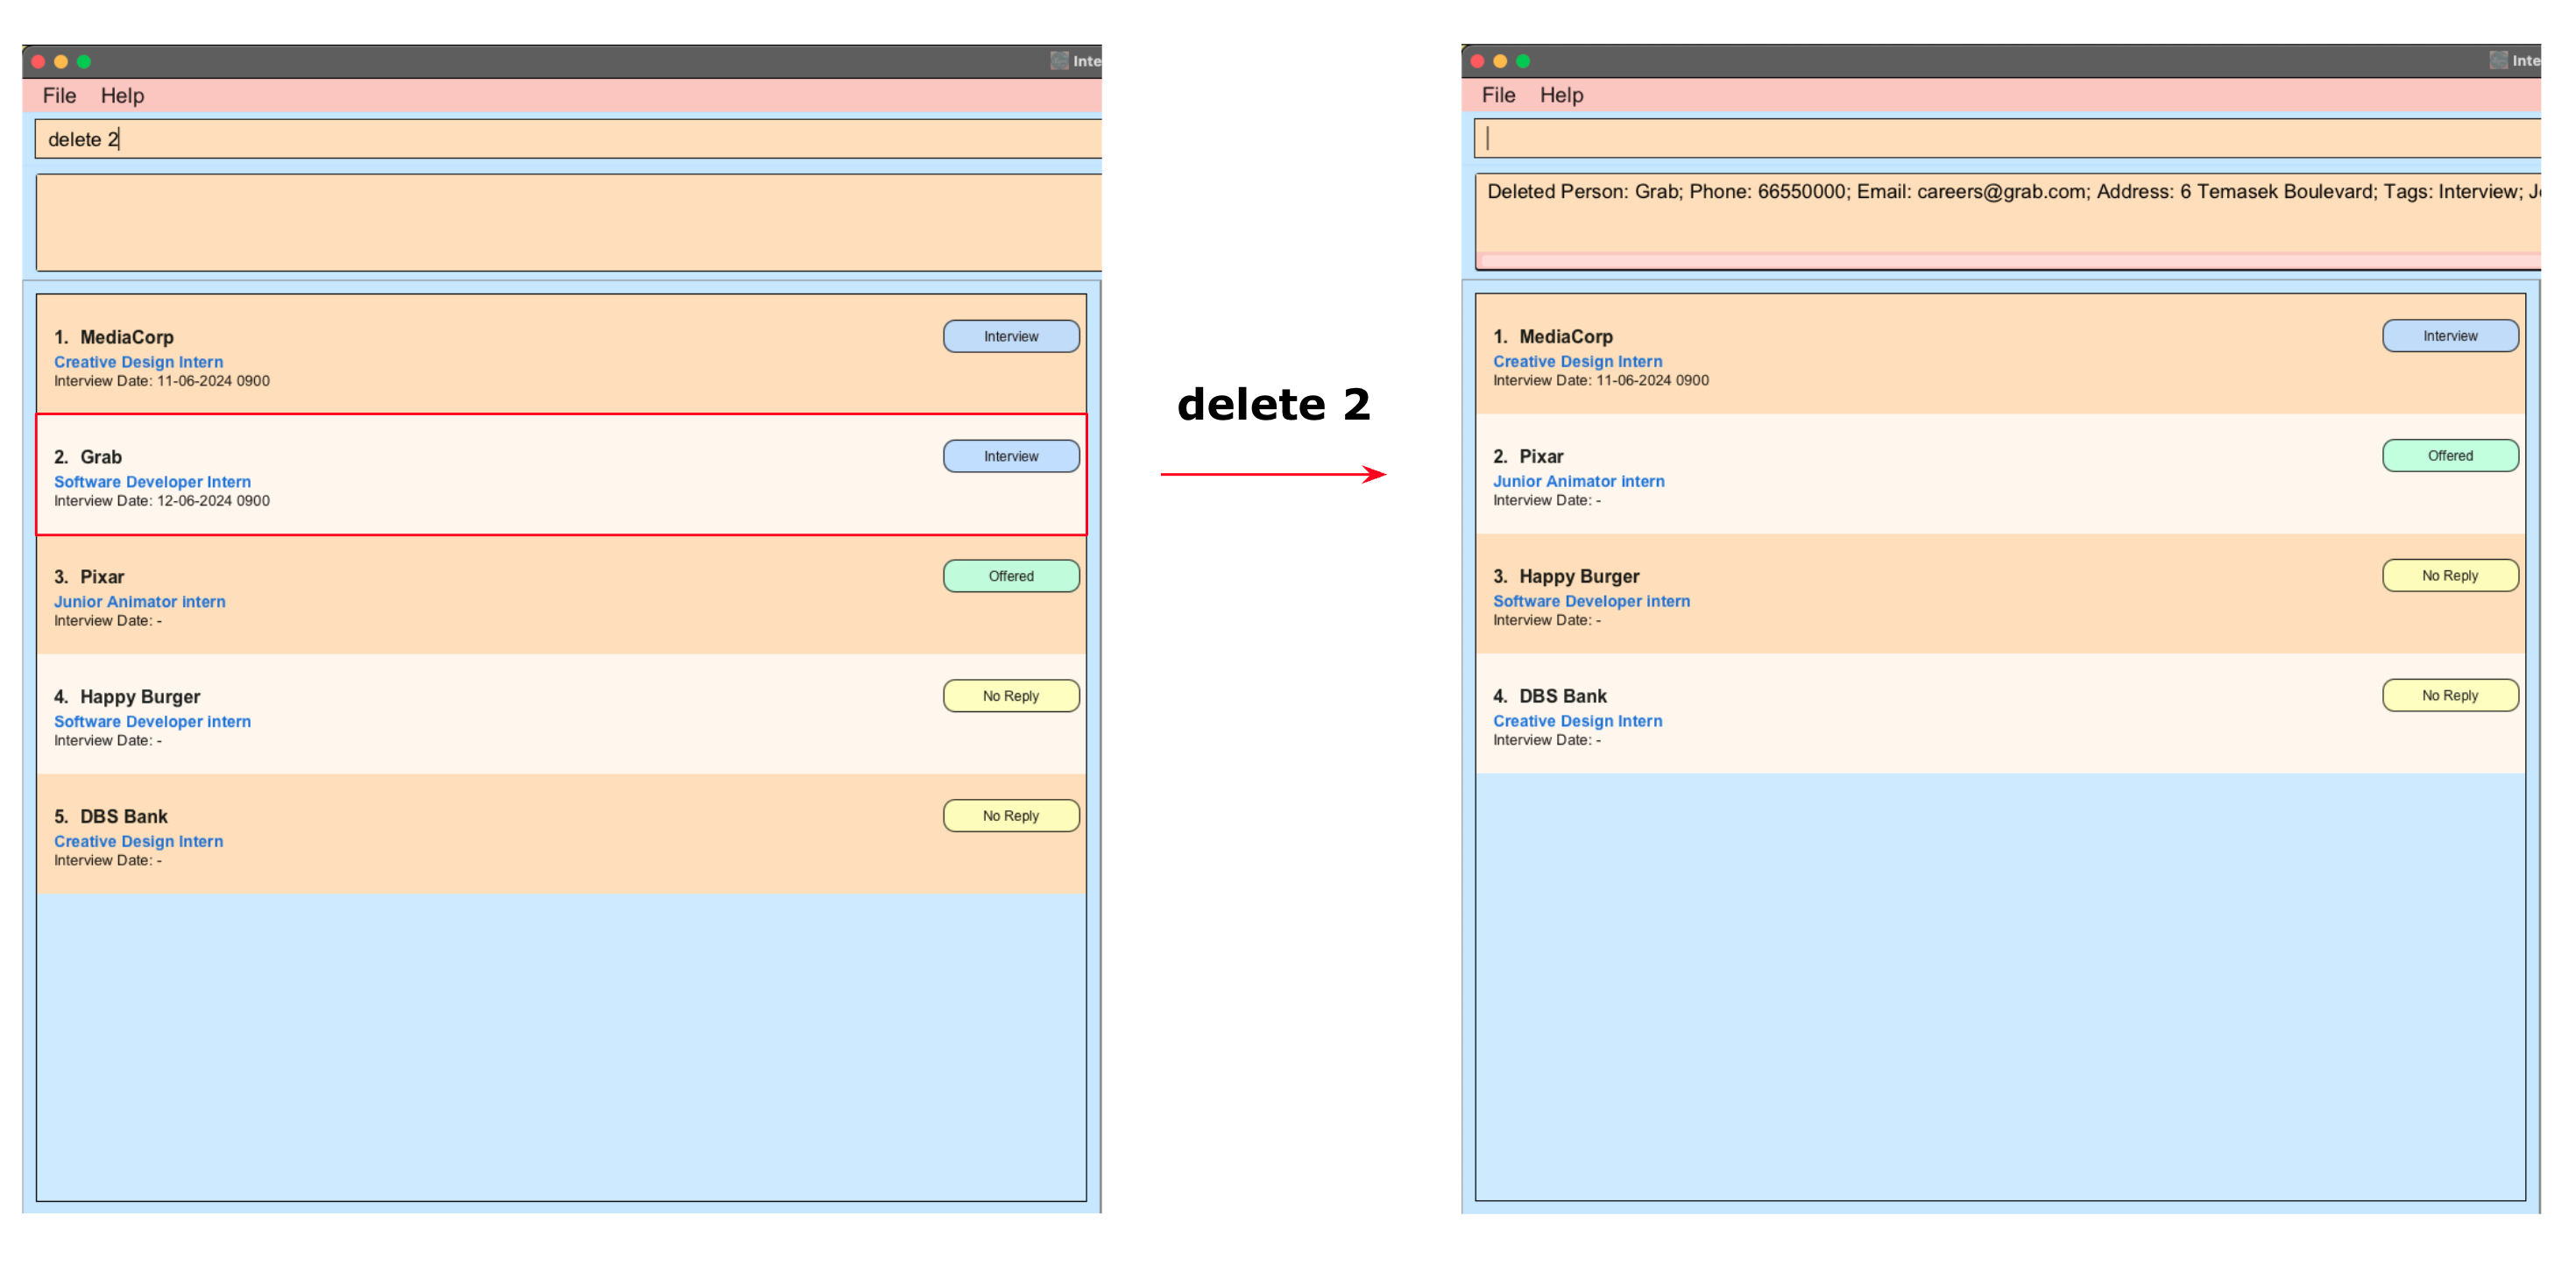 Inte
File Help
delete 2
1. MediaCorp
Interview
Creative Design Intern
Interview Date: 11-06-2024 0900
2. Grab
Interview
Software Developer Intern
Interview Date: 12-06-2024 0900
3. Pixar
Offered
Junior Animator intern
Interview Date: -
4. Happy Burger
No Reply
Software Developer intern
Interview Date: -
5. DBS Bank
No Reply
Creative Design Intern
Interview Date: -
delete 2
Inte
File Help
Deleted Person: Grab; Phone: 66550000; Email: careers@grab.com; Address: 6 Temasek Boulevard; Tags: Interview;
1. MediaCorp
Interview
Creative Design Intern
Interview Date: 11-06-2024 0900
2. Pixar
Offered
Junior Animator intern
Interview Date: -
3. Happy Burger
No Reply
Software Developer intern
Interview Date: -
4. DBS Bank
No Reply
Creative Design Intern
Interview Date: -